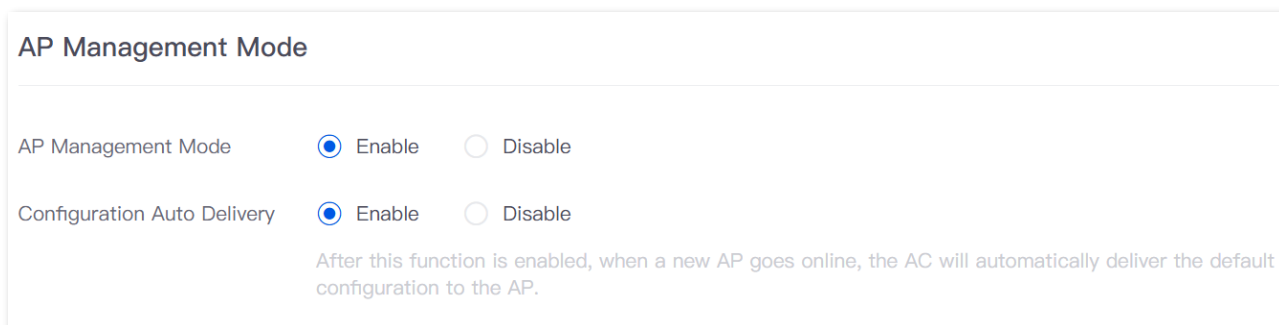 AP Management Mode
AP Management Mode Enable Disable
Configuration Auto Delivery Enable Disable
After this function is enabled, when a new AP goes online, the AC will automatically deliver the default
configuration to the AP.